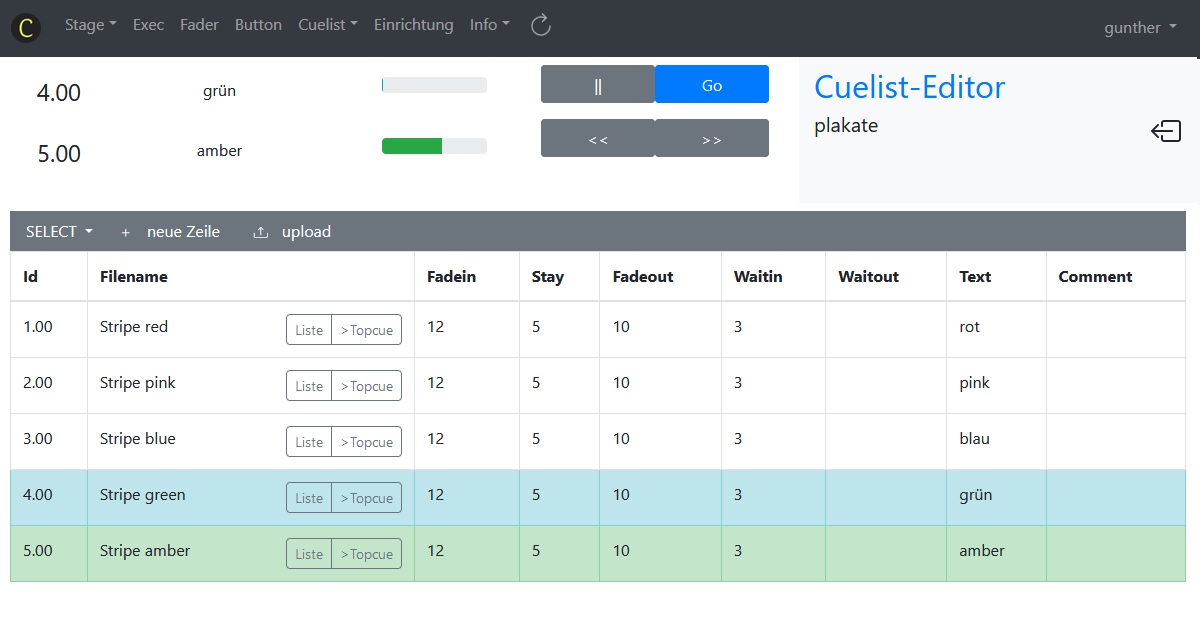 C Stage Exec Fader Button Cuelist Einrichtung Info gunther
4.00 grün || Go
5.00 amber << >>
Cuelist-Editor
plakate
SELECT + neue Zeile upload
Id Filename Fadein Stay Fadeout Waitin Waitout Text Comment
1.00 Stripe red Liste >Topcue 12 5 10 3 rot
2.00 Stripe pink Liste >Topcue 12 5 10 3 pink
3.00 Stripe blue Liste >Topcue 12 5 10 3 blau
4.00 Stripe green Liste >Topcue 12 5 10 3 grün
5.00 Stripe amber Liste >Topcue 12 5 10 3 amber